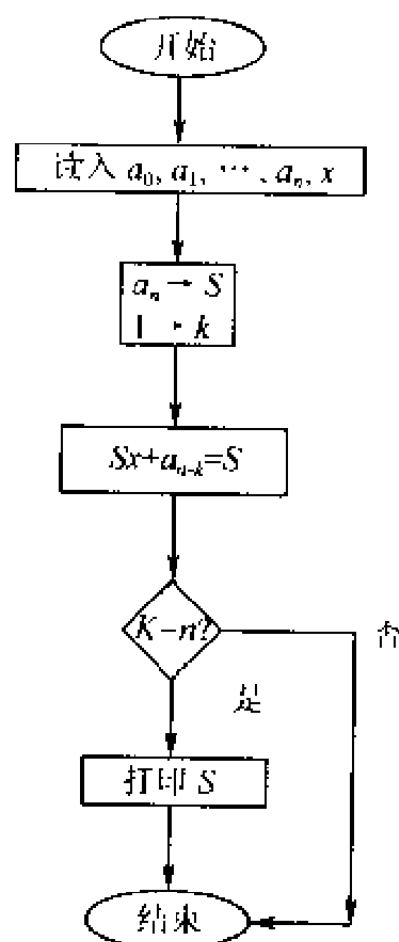 开始
读入 a₀, a₁, …, aₙ, x
aₙ → S
1 → k
Sx+aₙ₋ₖ=S
K=n?
否
是
打印 S
结束